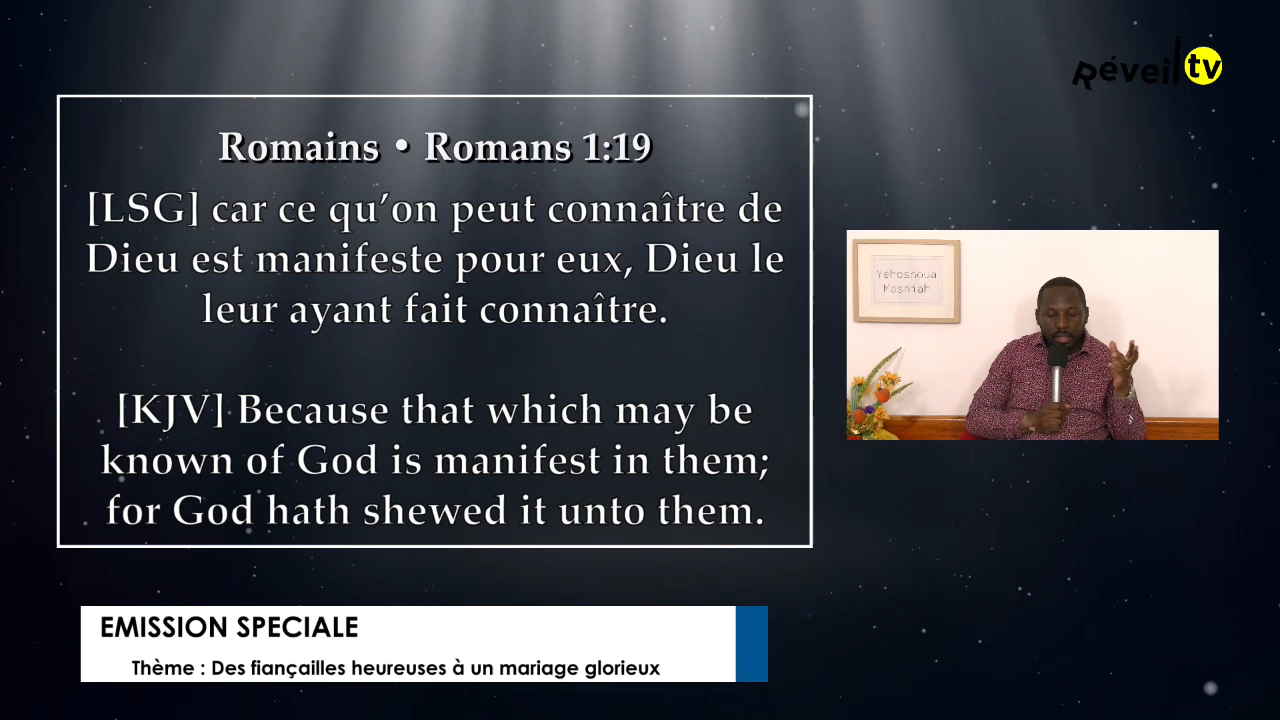 Réveil tv
Romains • Romans 1:19
[LSG] car ce qu’on peut connaître de
Dieu est manifeste pour eux, Dieu le
leur ayant fait connaître.
[KJV] Because that which may be
known of God is manifest in them;
for God hath shewed it unto them.
Yéhoshoua
Mashiah
EMISSION SPECIALE
Thème : Des fiançailles heureuses à un mariage glorieux